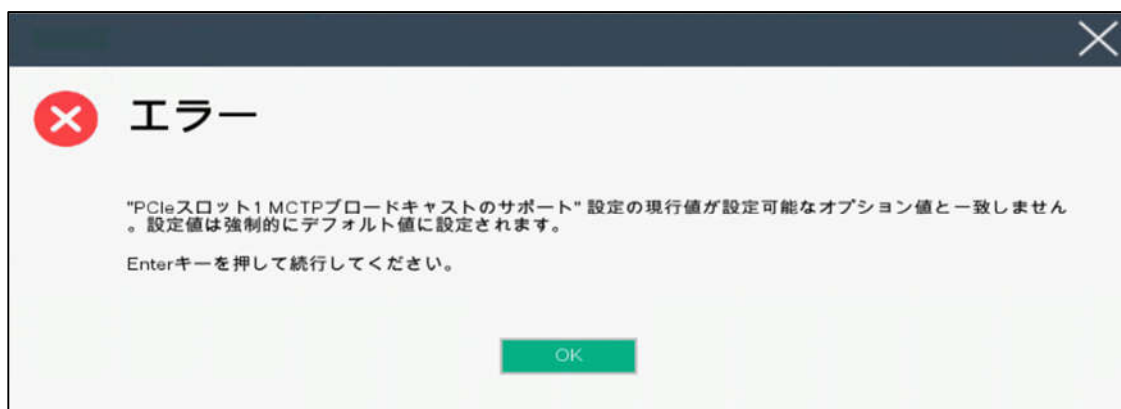 エラー
"PCIeスロット1 MCTPブロードキャストのサポート" 設定の現行値が設定可能なオプション値と一致しません
。設定値は強制的にデフォルト値に設定されます。
Enterキーを押して続行してください。
OK